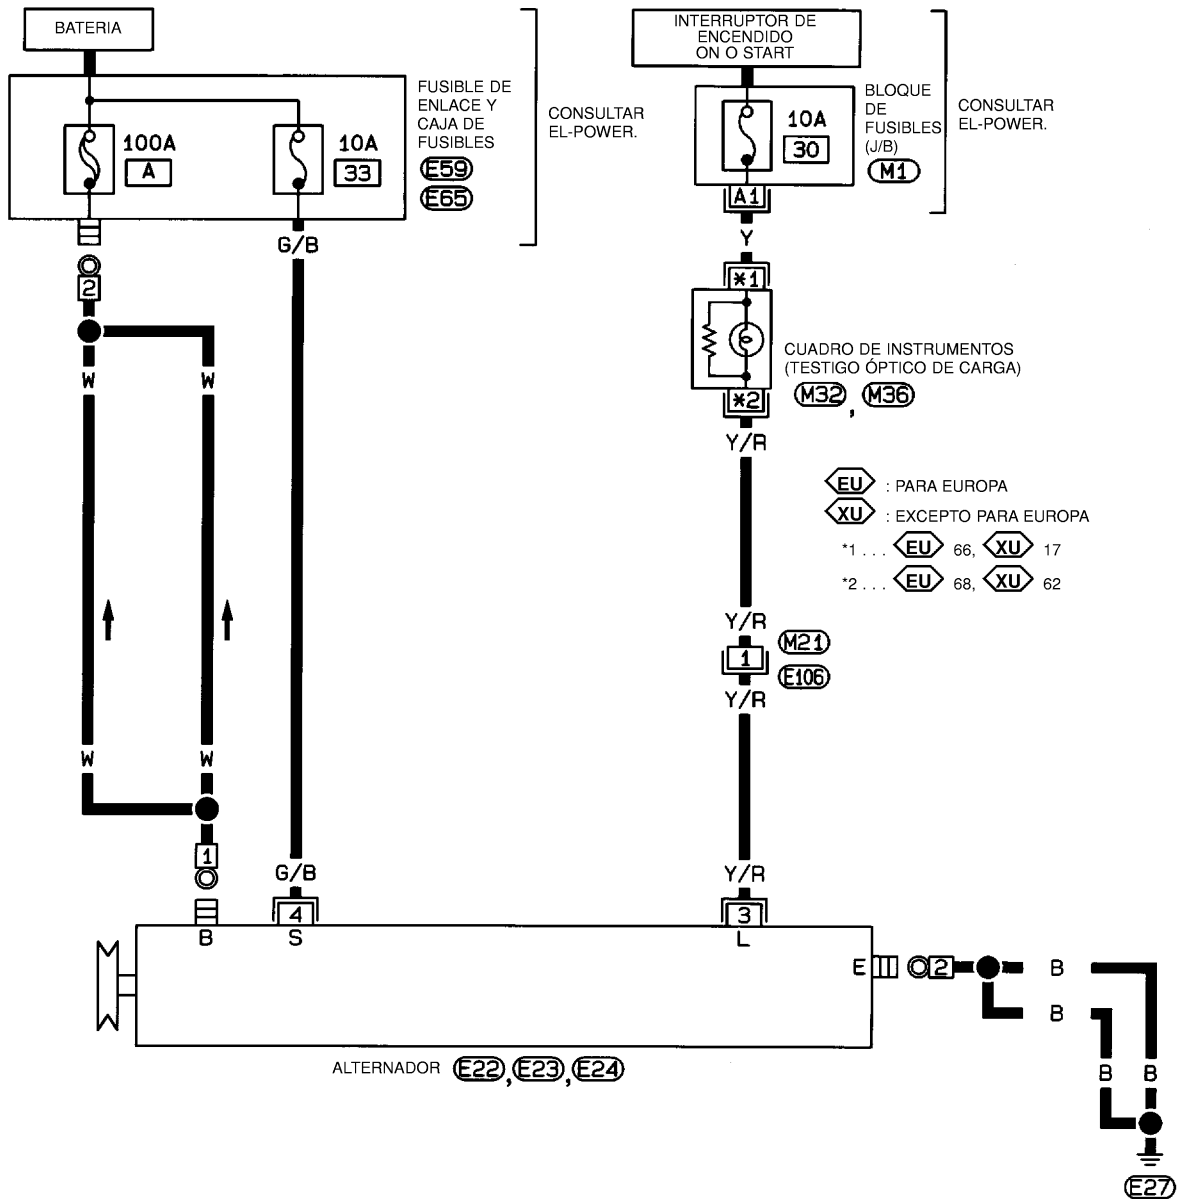 BATERIA
INTERRUPTOR DE
ENCENDIDO
ON O START
FUSIBLE DE
ENLACE Y
CAJA DE
FUSIBLES
E59
E65
CONSULTAR
EL-POWER.
100A
A
10A
33
10A
30
A1
BLOQUE
DE
FUSIBLES
(J/B)
M1
CONSULTAR
EL-POWER.
G/B
Y
2
*1
W
W
CUADRO DE INSTRUMENTOS
(TESTIGO ÓPTICO DE CARGA)
M32, M36
*2
Y/R
EU : PARA EUROPA
XU : EXCEPTO PARA EUROPA
*1 . . . EU 66, XU 17
*2 . . . EU 68, XU 62
Y/R
M21
1
E106
Y/R
W
W
1
G/B
Y/R
4
3
B
S
L
E
2
B
B
ALTERNADOR E22, E23, E24
B
B
E27